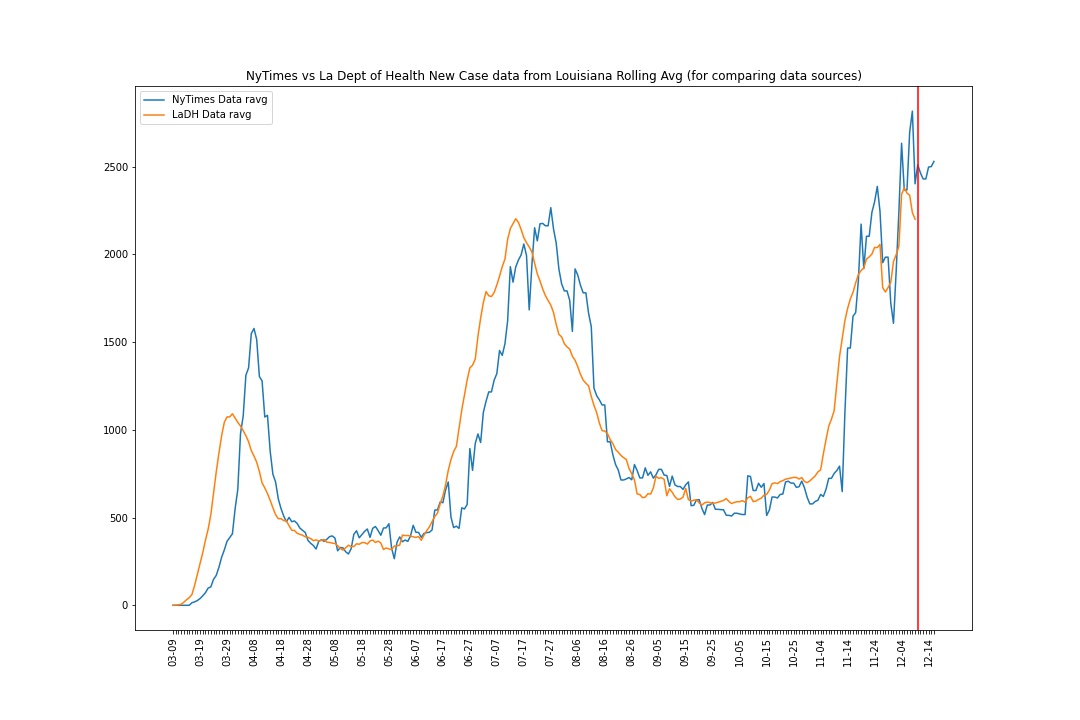 NyTimes vs La Dept of Health New Case data from Louisiana Rolling Avg (for comparing data sources)
NyTimes Data ravg
LaDH Data ravg
2500
2000
1500
1000
500
0
03-09 03-19 03-29 04-08 04-18 04-28 05-08 05-18 05-28 06-07 06-17 06-27 07-07 07-17 07-27 08-06 08-16 08-26 09-05 09-15 09-25 10-05 10-15 10-25 11-04 11-14 11-24 12-04 12-14